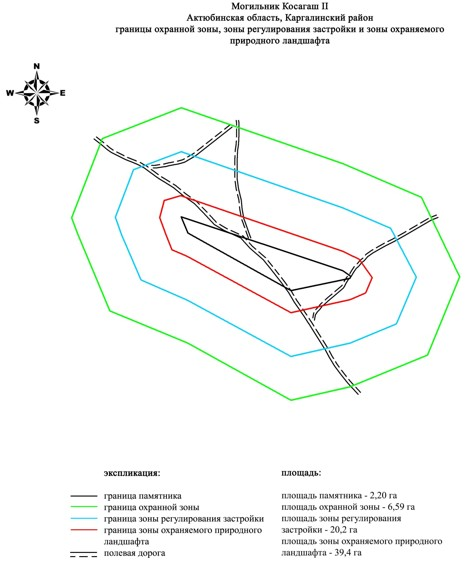 Могильник Косагаш II
Актюбинская область, Каргалинский район
границы охранной зоны, зоны регулирования застройки и зоны охраняемого
природного ландшафта
N
W E
S
экспликация:
граница памятника
граница охранной зоны
граница зоны регулирования застройки
граница зоны охраняемого природного
ландшафта
полевая дорога
площадь:
площадь памятника - 2,20 га
площадь охранной зоны - 6,59 га
площадь зоны регулирования
застройки - 20,2 га
площадь зоны охраняемого природного
ландшафта - 39,4 га